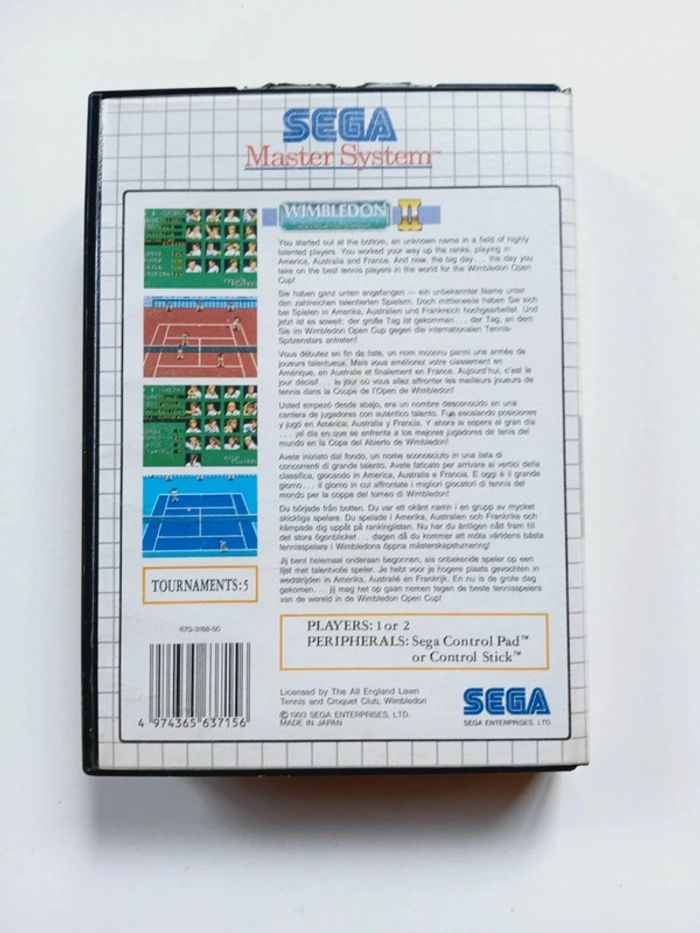 SEGA
Master System™
WIMBLEDON II
You started out at the bottom, an unknown name in a field of highly
talented players. You worked your way up the ranks, playing in
America, Australia and France. And now, the big day... the day you
take on the best tennis players in the world for the Wimbledon Open
Cup!
Sie haben ganz unten angefangen — ein unbekannter Name unter
den zahlreichen talentierten Spielern. Doch mittlerweile haben Sie sich
bei Spielen in Amerika, Australien und Frankreich hochgearbeitet. Und
jetzt ist es soweit: der große Tag ist gekommen... der Tag, an dem
Sie im Wimbledon Open Cup gegen die internationalen Tennis-
Spitzenstars antreten!
Vous débutez en fin de liste, un nom inconnu parmi une armée de
joueurs talentueux. Mais vous améliorez votre classement en
Amérique, en Australie et finalement en France. Aujourd'hui, c'est le
jour décisif... le jour où vous allez affronter les meilleurs joueurs de
tennis dans la Coupe de l'Open de Wimbledon!
Usted empezó desde abajo, era un nombre desconocido en una
cantera de jugadores con auténtico talento. Fue escalando posiciones
y jugó en América, Australia y Francia. Y ahora le espera el gran día
... ¡el día en que se enfrenta a los mejores jugadores de tenis del
mundo en la Copa del Abierto de Wimbledon!
Avete iniziato dal fondo, un nome sconosciuto in una lista di
concorrenti di grande talento. Avete faticato per arrivare ai vertici della
classifica, giocando in America, Australia e Francia. E oggi è il grande
giorno... il giorno in cui affrontate i migliori giocatori di tennis del
mondo per la coppa del torneo di Wimbledon!
Du började från botten. Du var ett okänt namn i en grupp av mycket
skickliga spelare. Du spelade i Amerika, Australien och Frankrike och
kämpade dig uppåt på rankinglistan. Nu har du äntligen nått fram till
det stora ögonblicket... dagen då du kommer att möta världens bästa
tennisspelare i Wimbledons öppna mästerskapsturnering!
Jij bent helemaal onderaan begonnen, als onbekende speler op een
lijst met talentvolle speler. Je hebt voor je hogere plaats gevochten in
wedstrijden in Amerika, Australië en Frankrijk. En nu is de grote dag
gekomen... jij mag het op gaan nemen tegen de beste tennisspelers
van de wereld in de Wimbledon Open Cup!
TOURNAMENTS: 5
670-3168-50
4 974365 637156
PLAYERS: 1 or 2
PERIPHERALS: Sega Control Pad™
or Control Stick™
Licensed by The All England Lawn
Tennis and Croquet Club, Wimbledon
©1993 SEGA ENTERPRISES, LTD.
MADE IN JAPAN
SEGA
SEGA ENTERPRISES, LTD.